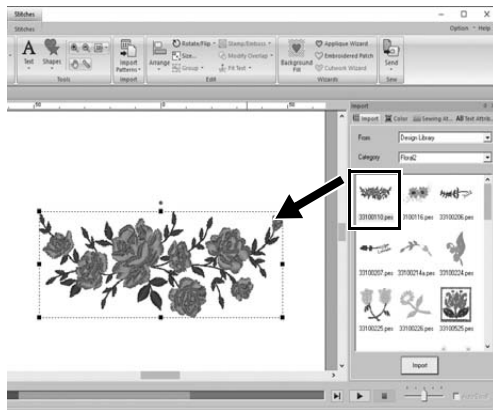 Stitches
Stitches
Option Help
Text
Shapes
Tools
Import Patterns
Import
Arrange
Rotate/Flip
Size...
Group
Stamp/Emboss
Modify Overlap
Fit Text
Edit
Background Fill
Applique Wizard
Embroidered Patch
Cutwork Wizard
Wizards
Send
Sew
Import
Import Color Sewing At... Text Attrib.
From Design Library
Category Floral2
33100110.pes 33100116.pes 33100206.pes
33100207.pes 33100214a.pes 33100224.pes
33100225.pes 33100226.pes 33100525.pes
Import